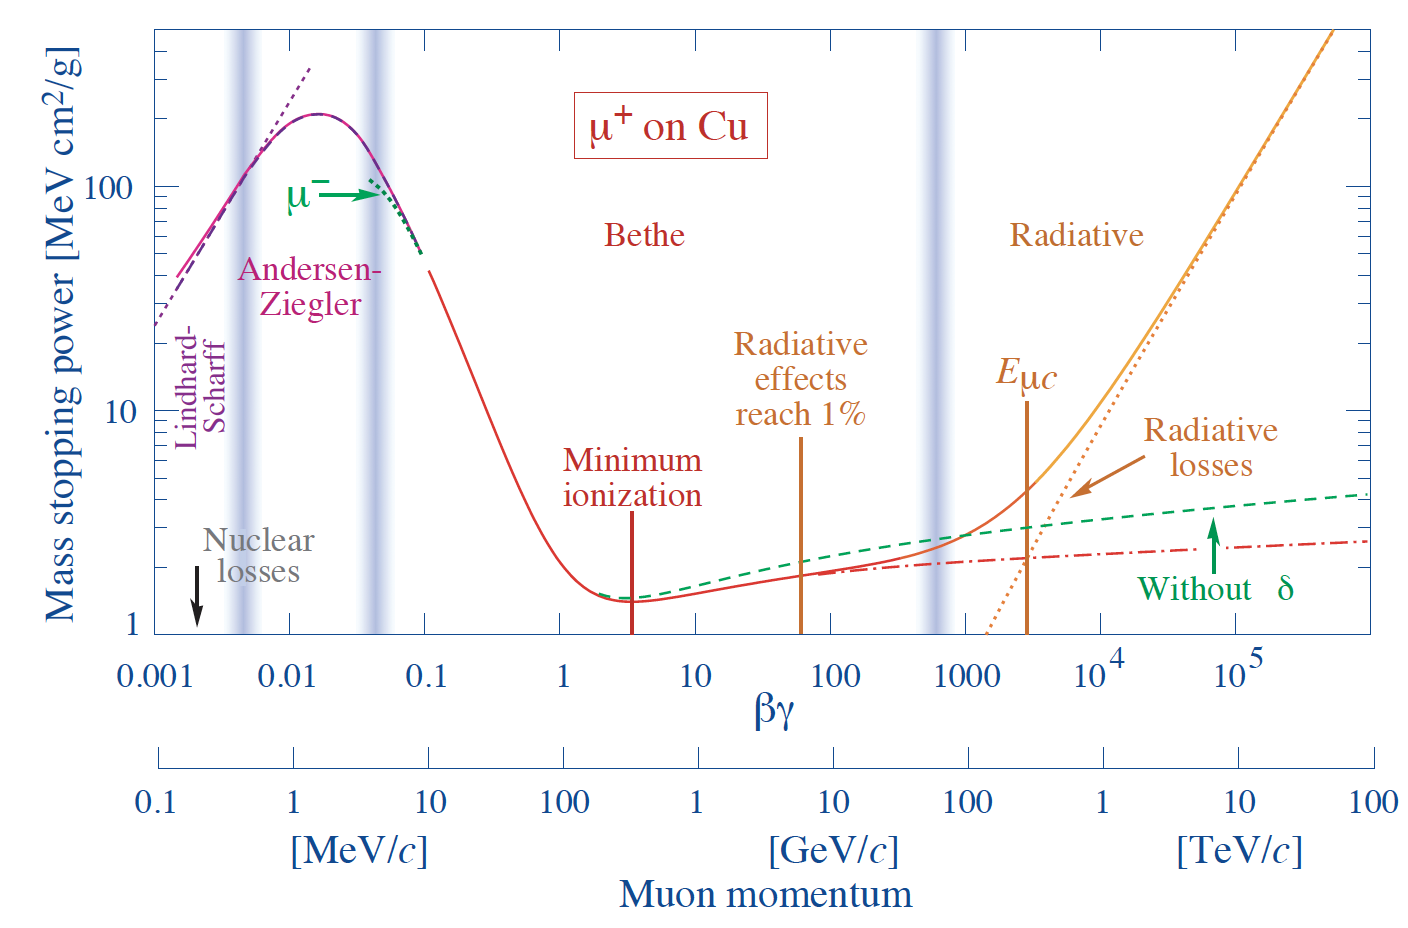 Mass stopping power [MeV cm²/g]
100
10
1
μ⁺ on Cu
μ⁻
Bethe
Radiative
Andersen-
Ziegler
Lindhard-
Scharff
Radiative
effects
reach 1%
Eμc
Radiative
losses
Minimum
ionization
Nuclear
losses
Without δ
0.001 0.01 0.1 1 10 100 1000 10⁴ 10⁵
βγ
0.1 1 10 100 1 10 100 1 10 100
[MeV/c] [GeV/c] [TeV/c]
Muon momentum